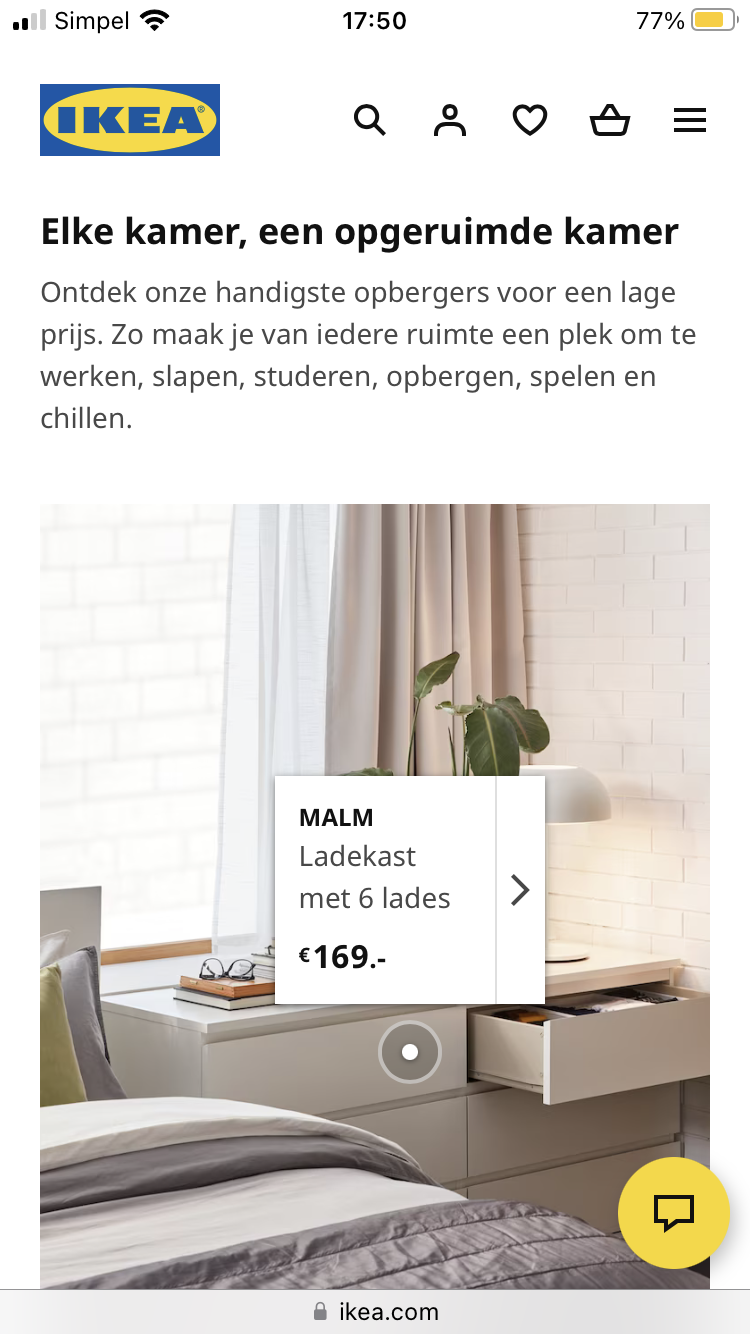 Simpel 17:50 77%
IKEA®
Elke kamer, een opgeruimde kamer
Ontdek onze handigste opbergers voor een lage
prijs. Zo maak je van iedere ruimte een plek om te
werken, slapen, studeren, opbergen, spelen en
chillen.
MALM
Ladekast
met 6 lades
€169.-
ikea.com